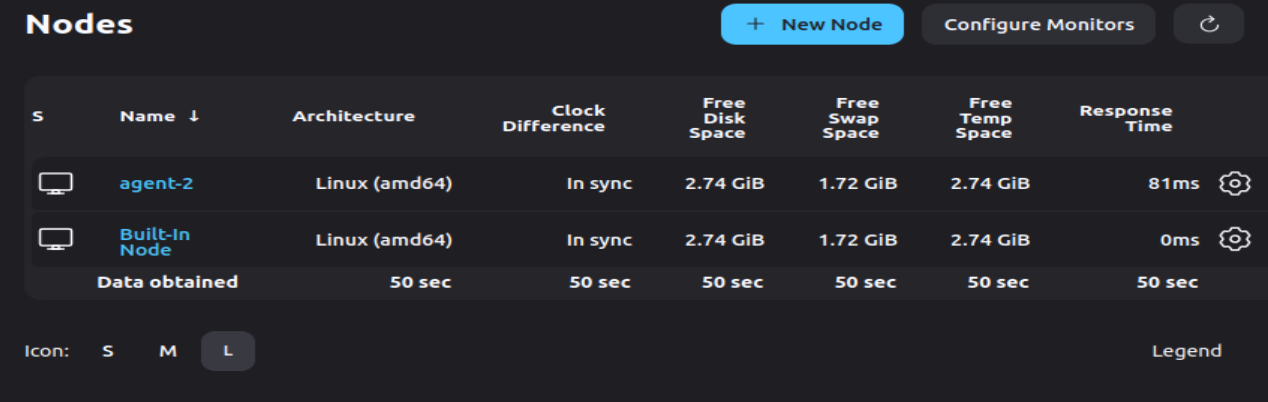 Nodes
+ New Node
Configure Monitors
S Name ↓ Architecture Clock Difference Free Disk Space Free Swap Space Free Temp Space Response Time
agent-2 Linux (amd64) In sync 2.74 GiB 1.72 GiB 2.74 GiB 81ms
Built-In Node Linux (amd64) In sync 2.74 GiB 1.72 GiB 2.74 GiB 0ms
Data obtained 50 sec 50 sec 50 sec 50 sec 50 sec 50 sec
Icon: S M L
Legend